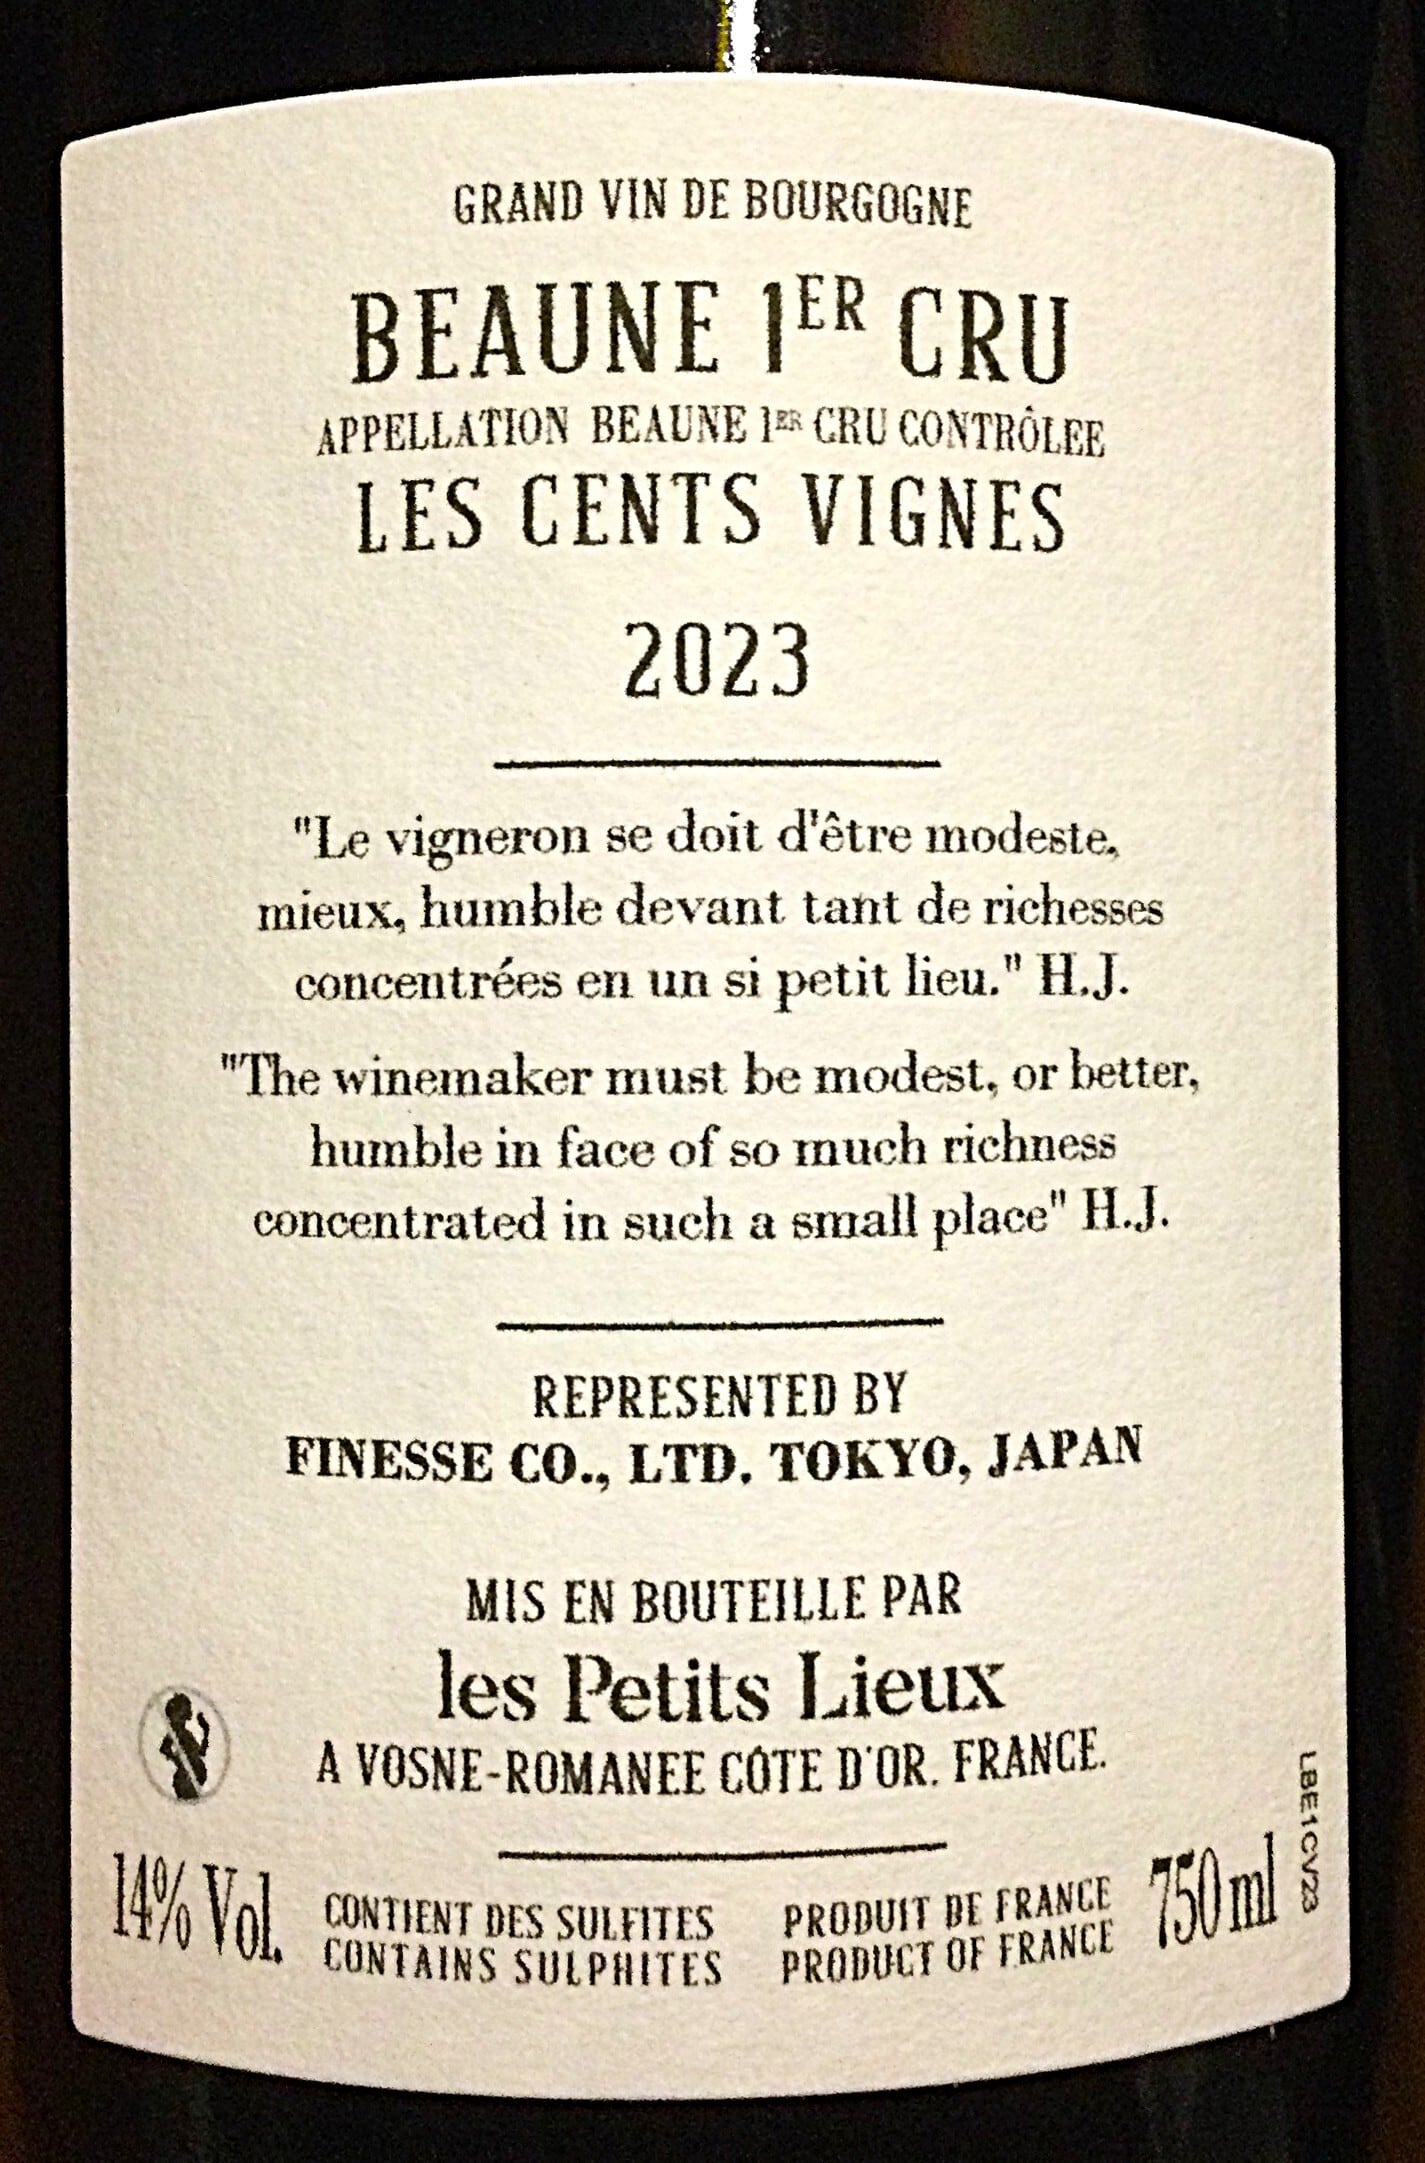 GRAND VIN DE BOURGOGNE
BEAUNE 1ER CRU
APPELLATION BEAUNE 1ER CRU CONTRÔLEE
LES CENTS VIGNES
2023
"Le vigneron se doit d'être modeste,
mieux, humble devant tant de richesses
concentrées en un si petit lieu." H.J.
"The winemaker must be modest, or better,
humble in face of so much richness
concentrated in such a small place" H.J.
REPRESENTED BY
FINESSE CO., LTD. TOKYO, JAPAN
MIS EN BOUTEILLE PAR
les Petits Lieux
A VOSNE-ROMANEE CÔTE D'OR. FRANCE.
14% Vol.
CONTIENT DES SULFITES
CONTAINS SULPHITES
PRODUIT DE FRANCE
PRODUCT OF FRANCE
750 ml
LBE1CV23